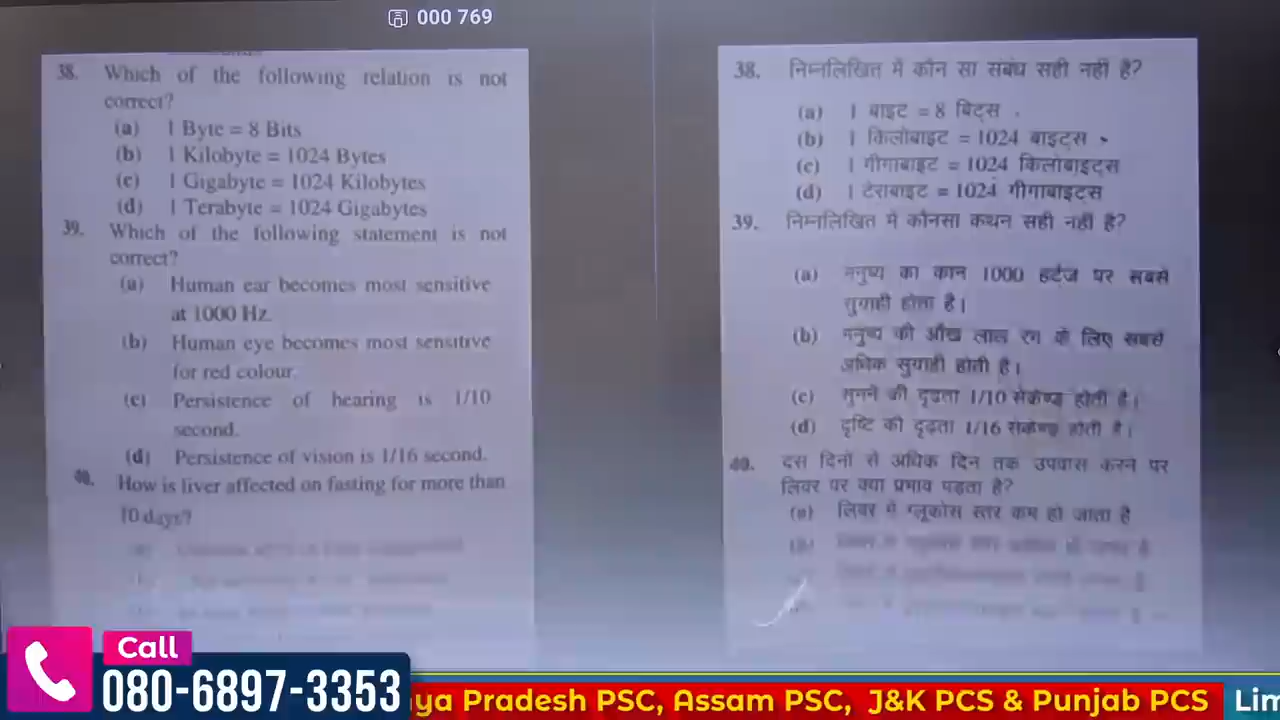 000 769
38. Which of the following relation is not
correct?
(a) 1 Byte = 8 Bits
(b) 1 Kilobyte = 1024 Bytes
(c) 1 Gigabyte = 1024 Kilobytes
(d) 1 Terabyte = 1024 Gigabytes
39. Which of the following statement is not
correct?
(a) Human ear becomes most sensitive
at 1000 Hz.
(b) Human eye becomes most sensitive
for red colour.
(c) Persistence of hearing is 1/10
second.
(d) Persistence of vision is 1/16 second.
40. How is liver affected on fasting for more than
10 days?
38. निम्नलिखित में कौन सा संबंध सही नहीं है?
(a) 1 बाइट = 8 बिट्स
(b) 1 किलोबाइट = 1024 बाइट्स
(c) 1 गीगाबाइट = 1024 किलोबाइट्स
(d) 1 टेराबाइट = 1024 गीगाबाइटस
39. निम्नलिखित में कौनसा कथन सही नहीं है?
(a) मनुष्य का कान 1000 हर्टज पर सबसे
सुग्राही होता है।
(b) मनुष्य की आँख लाल रंग के लिए सबसे
अधिक सुग्राही होती है।
(c) सुनने की दृढ़ता 1/10 सेकेण्ड होती है।
(d) दृष्टि की दृढ़ता 1/16 सेकेण्ड होती है।
40. दस दिनों से अधिक दिन तक उपवास करने पर
लिवर पर क्या प्रभाव पड़ता है?
(a) लिवर में ग्लूकोस स्तर कम हो जाता है
Call
080-6897-3353
ya Pradesh PSC, Assam PSC, J&K PCS & Punjab PCS
Lim